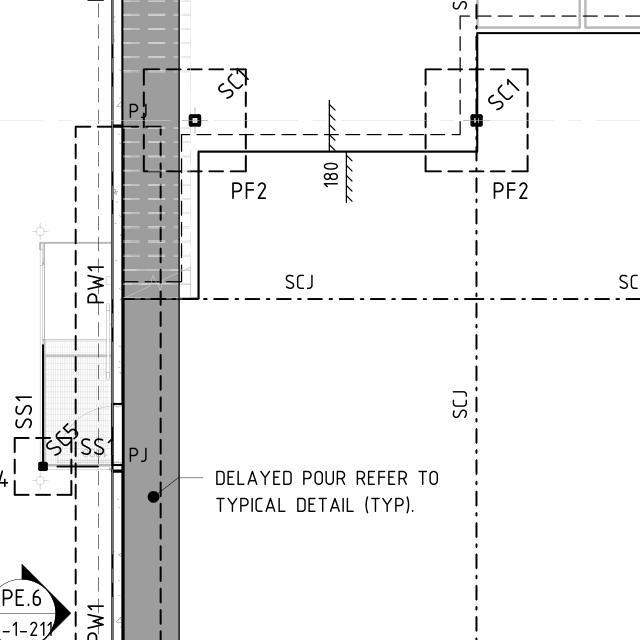 SC1
SC1
PJ
180
PF2
PF2
PW1
SCJ
SC
SCJ
SS1
SC5
SS1
PJ
4
DELAYED POUR REFER TO
TYPICAL DETAIL (TYP).
PE.6
-1-211
PW1